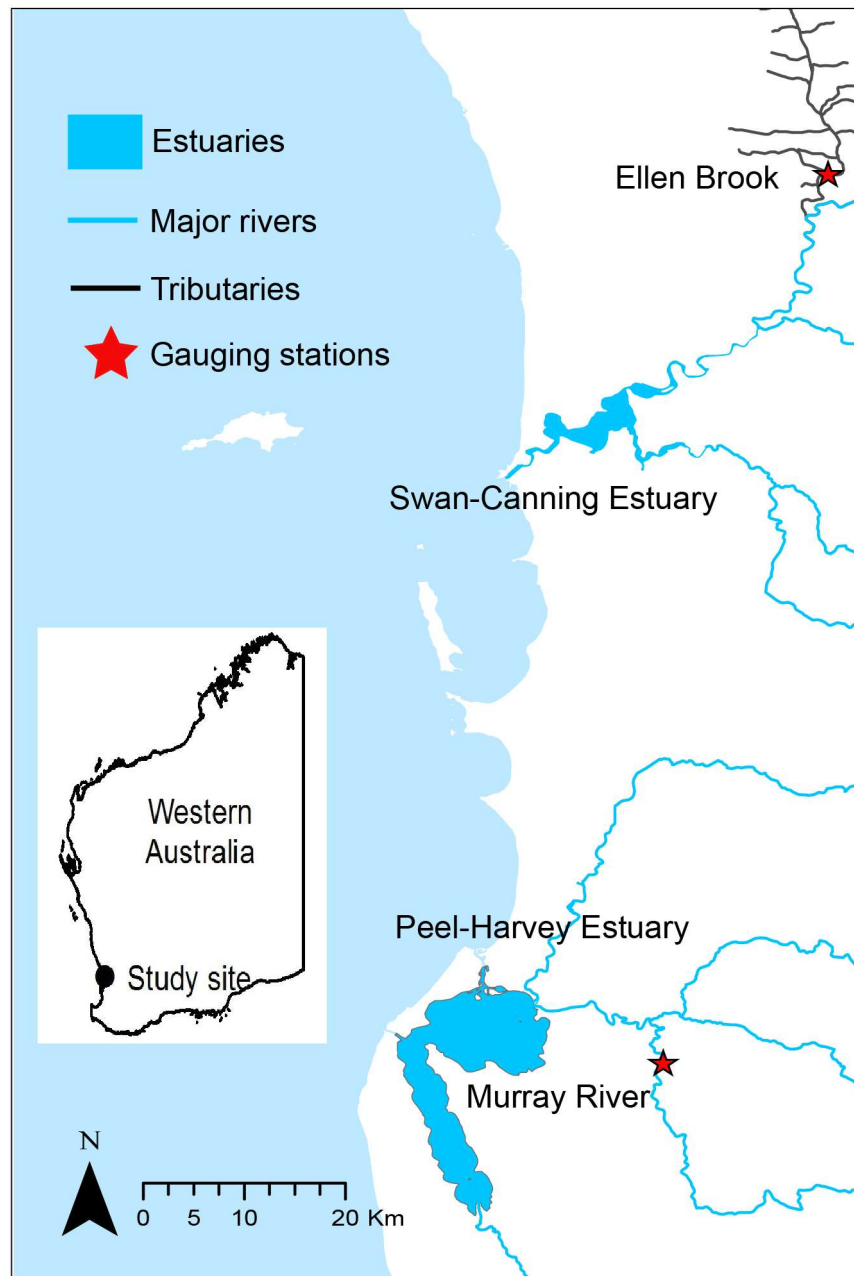 Estuaries
Major rivers
Tributaries
Gauging stations
Ellen Brook
Swan-Canning Estuary
Western
Australia
Study site
Peel-Harvey Estuary
Murray River
N
0 5 10 20 Km